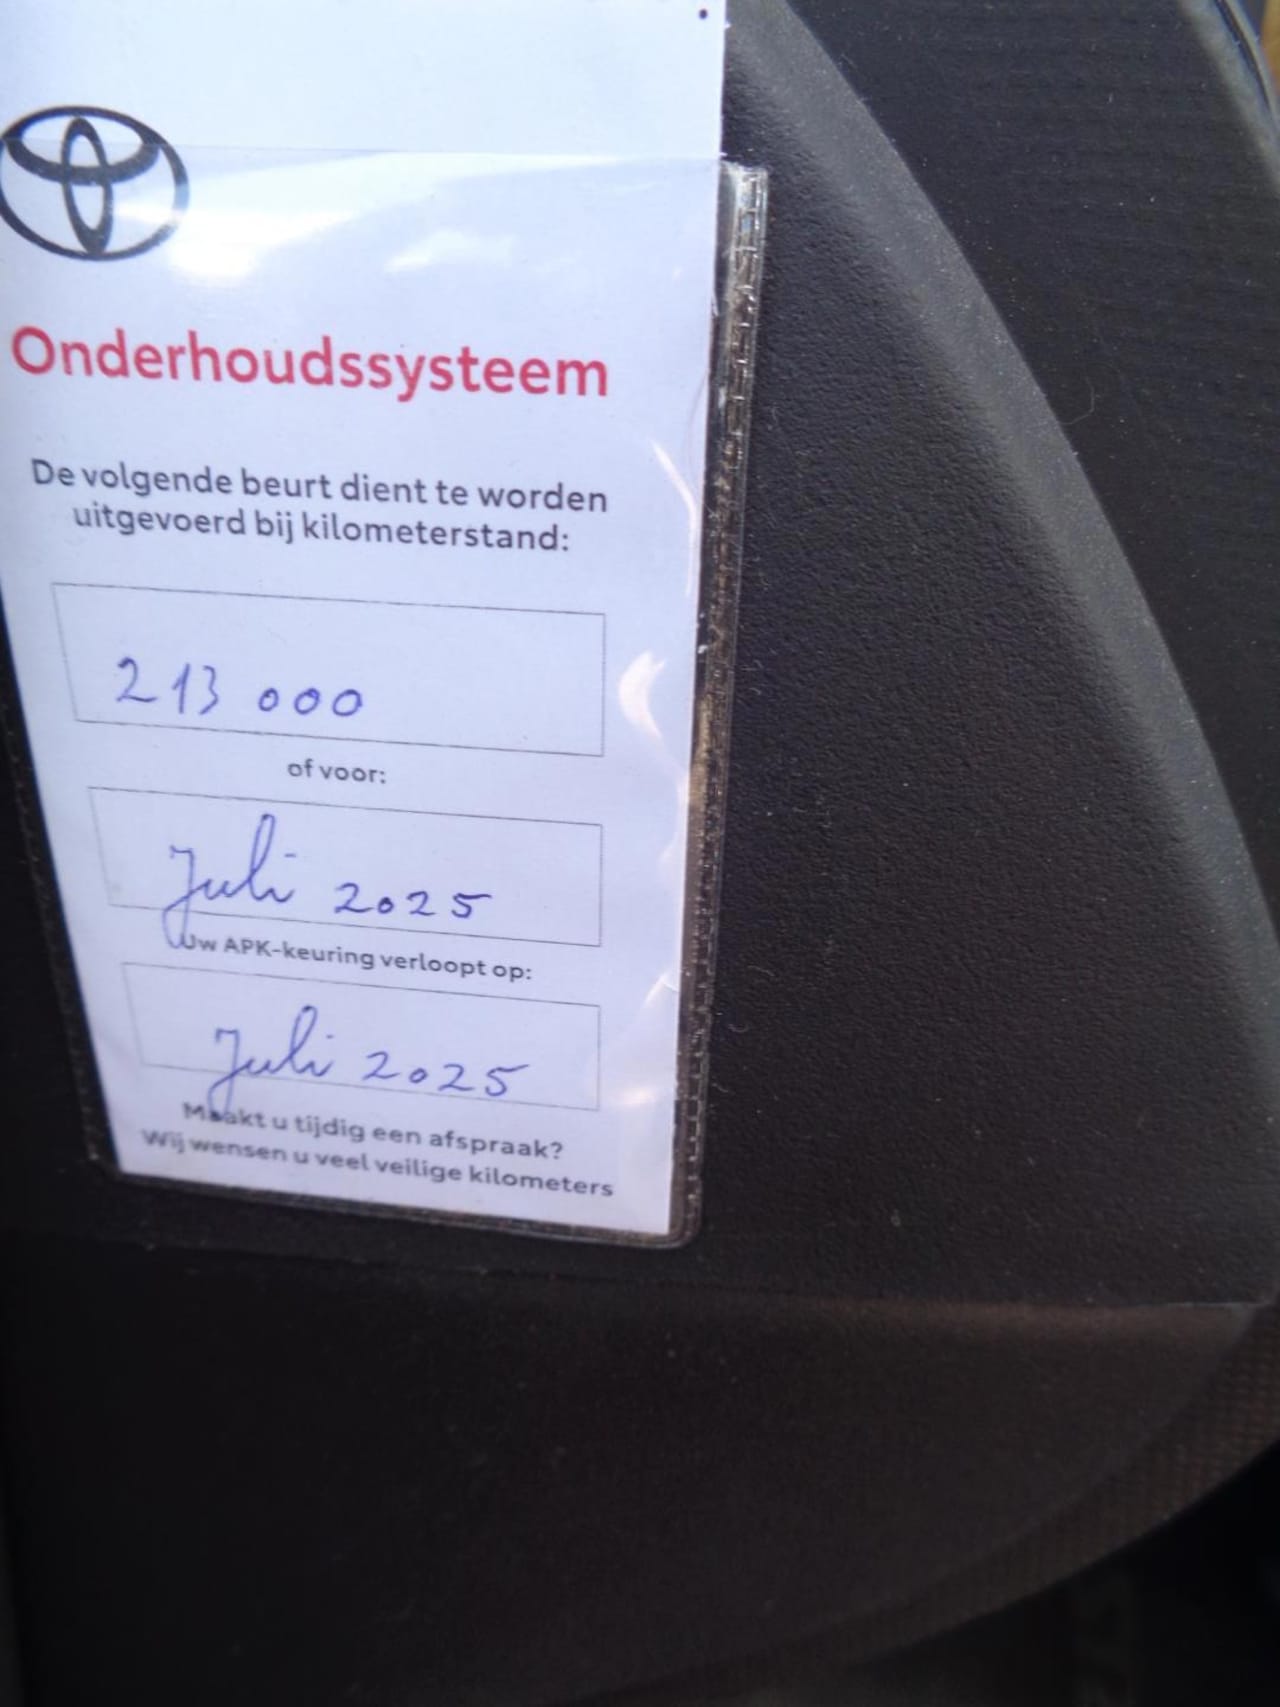 Onderhoudssysteem
De volgende beurt dient te worden
uitgevoerd bij kilometerstand:
213 000
of voor:
Juli 2025
Uw APK-keuring verloopt op:
Juli 2025
Maakt u tijdig een afspraak?
Wij wensen u veel veilige kilometers